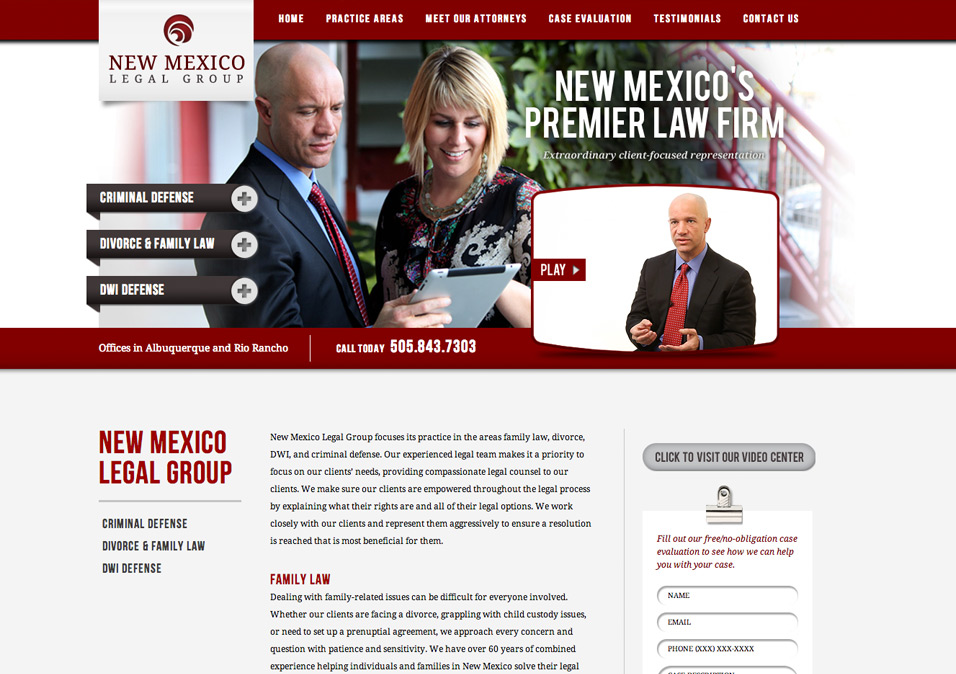 HOME PRACTICE AREAS MEET OUR ATTORNEYS CASE EVALUATION TESTIMONIALS CONTACT US
NEW MEXICO
LEGAL GROUP
NEW MEXICO'S
PREMIER LAW FIRM
Extraordinary client-focused representation
CRIMINAL DEFENSE
DIVORCE & FAMILY LAW
DWI DEFENSE
PLAY
Offices in Albuquerque and Rio Rancho
CALL TODAY 505.843.7303
NEW MEXICO
LEGAL GROUP
CRIMINAL DEFENSE
DIVORCE & FAMILY LAW
DWI DEFENSE
New Mexico Legal Group focuses its practice in the areas family law, divorce,
DWI, and criminal defense. Our experienced legal team makes it a priority to
focus on our clients' needs, providing compassionate legal counsel to our
clients. We make sure our clients are empowered throughout the legal process
by explaining what their rights are and all of their legal options. We work
closely with our clients and represent them aggressively to ensure a resolution
is reached that is most beneficial for them.
FAMILY LAW
Dealing with family-related issues can be difficult for everyone involved.
Whether our clients are facing a divorce, grappling with child custody issues,
or need to set up a prenuptial agreement, we approach every concern and
question with patience and sensitivity. We have over 60 years of combined
experience helping individuals and families in New Mexico solve their legal
CLICK TO VISIT OUR VIDEO CENTER
Fill out our free/no-obligation case
evaluation to see how we can help
you with your case.
NAME
EMAIL
PHONE (XXX) XXX-XXXX
CASE DESCRIPTION